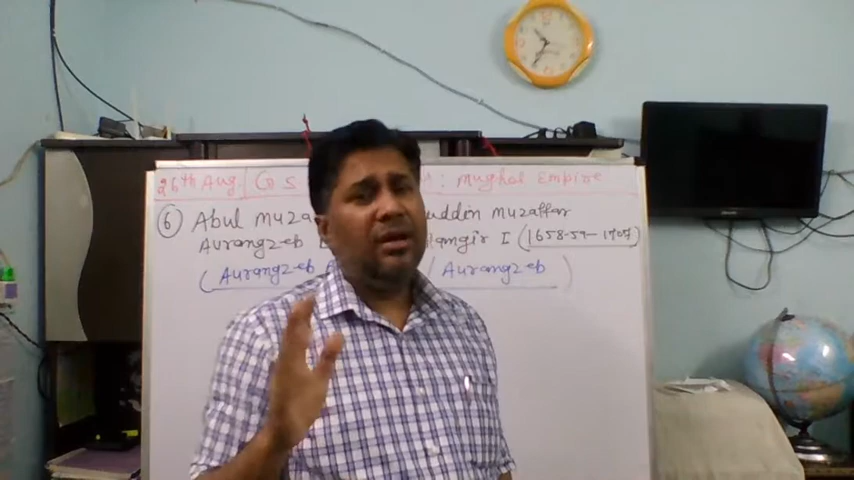 26th Aug G S : Mughal Empire
⑥ Abul muza uddin muzaffar
Aurangzeb lamgir I (1658-59-1707)
(Aurangzeb / Aurangzeb)